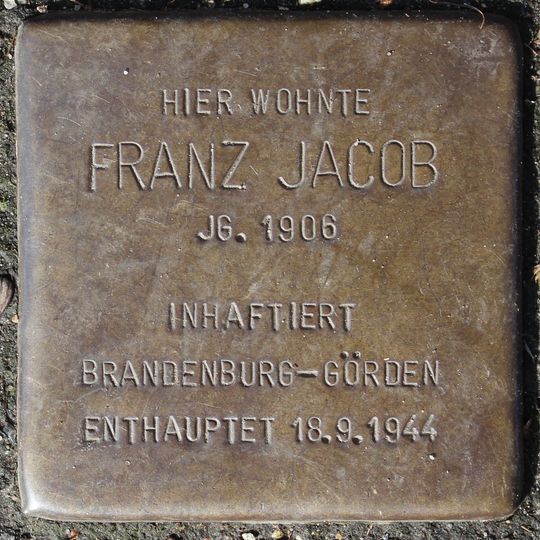 HIER WOHNTE
FRANZ JACOB
JG. 1906
INHAFTIERT
BRANDENBURG-GÖRDEN
ENTHAUPTET 18.9.1944